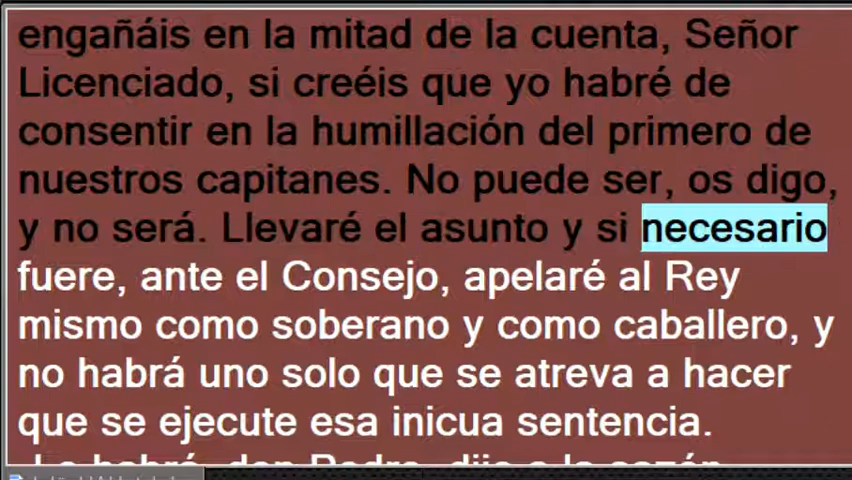 engañáis en la mitad de la cuenta, Señor
Licenciado, si creéis que yo habré de
consentir en la humillación del primero de
nuestros capitanes. No puede ser, os digo,
y no será. Llevaré el asunto y si necesario
fuere, ante el Consejo, apelaré al Rey
mismo como soberano y como caballero, y
no habrá uno solo que se atreva a hacer
que se ejecute esa inicua sentencia.